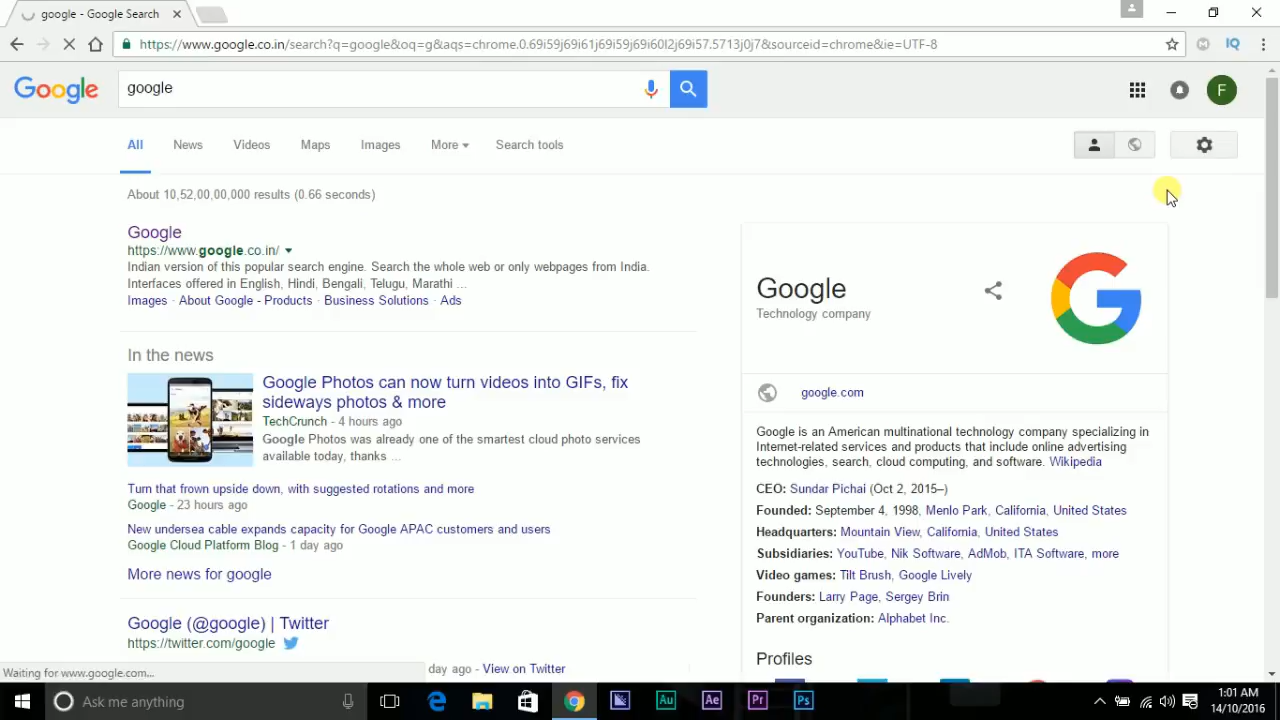 google - Google Search
https://www.google.co.in/search?q=google&oq=g&aqs=chrome.0.69i59j69i61j69i59j69i60l2j69i57.5713j0j7&sourceid=chrome&ie=UTF-8
IQ
Google
google
F
All News Videos Maps Images More Search tools
About 10,52,00,00,000 results (0.66 seconds)
Google
https://www.google.co.in/
Indian version of this popular search engine. Search the whole web or only webpages from India.
Interfaces offered in English, Hindi, Bengali, Telugu, Marathi ...
Images · About Google - Products · Business Solutions · Ads
In the news
Google Photos can now turn videos into GIFs, fix
sideways photos & more
TechCrunch - 4 hours ago
Google Photos was already one of the smartest cloud photo services
available today, thanks ...
Turn that frown upside down, with suggested rotations and more
Google - 23 hours ago
New undersea cable expands capacity for Google APAC customers and users
Google Cloud Platform Blog - 1 day ago
More news for google
Google (@google) | Twitter
https://twitter.com/google
day ago - View on Twitter
Google
Technology company
google.com
Google is an American multinational technology company specializing in
Internet-related services and products that include online advertising
technologies, search, cloud computing, and software. Wikipedia
CEO: Sundar Pichai (Oct 2, 2015–)
Founded: September 4, 1998, Menlo Park, California, United States
Headquarters: Mountain View, California, United States
Subsidiaries: YouTube, Nik Software, AdMob, ITA Software, more
Video games: Tilt Brush, Google Lively
Founders: Larry Page, Sergey Brin
Parent organization: Alphabet Inc.
Profiles
Waiting for www.google.com...
Ask me anything
Au
Ae
Pr
Ps
1:01 AM
14/10/2016